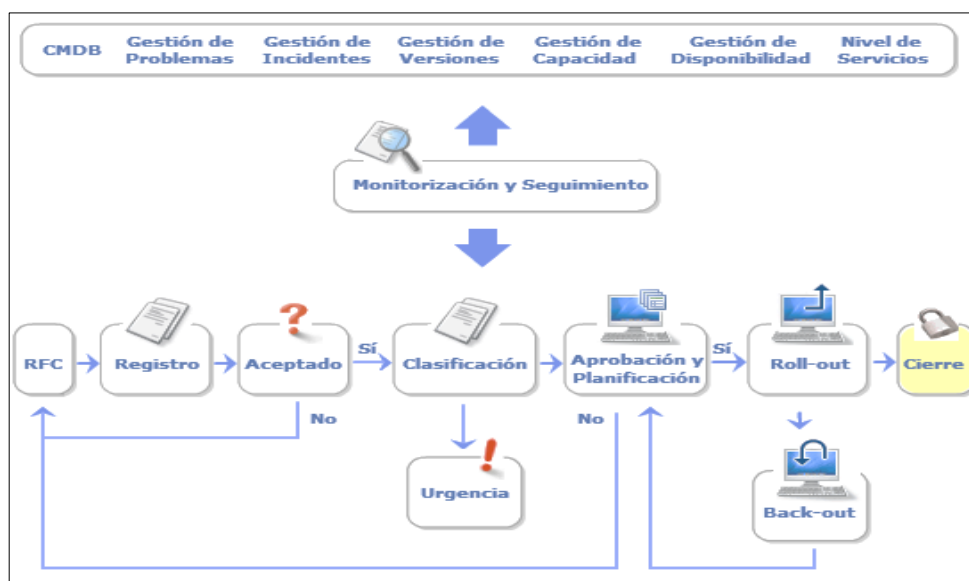 CMDB
Gestión de
Problemas
Gestión de
Incidentes
Gestión de
Versiones
Gestión de
Capacidad
Gestión de
Disponibilidad
Nivel de
Servicios
Monitorización y Seguimiento
RFC
Registro
Aceptado
Sí
Clasificación
Aprobación y
Planificación
Sí
Roll-out
Cierre
No
No
Urgencia
Back-out